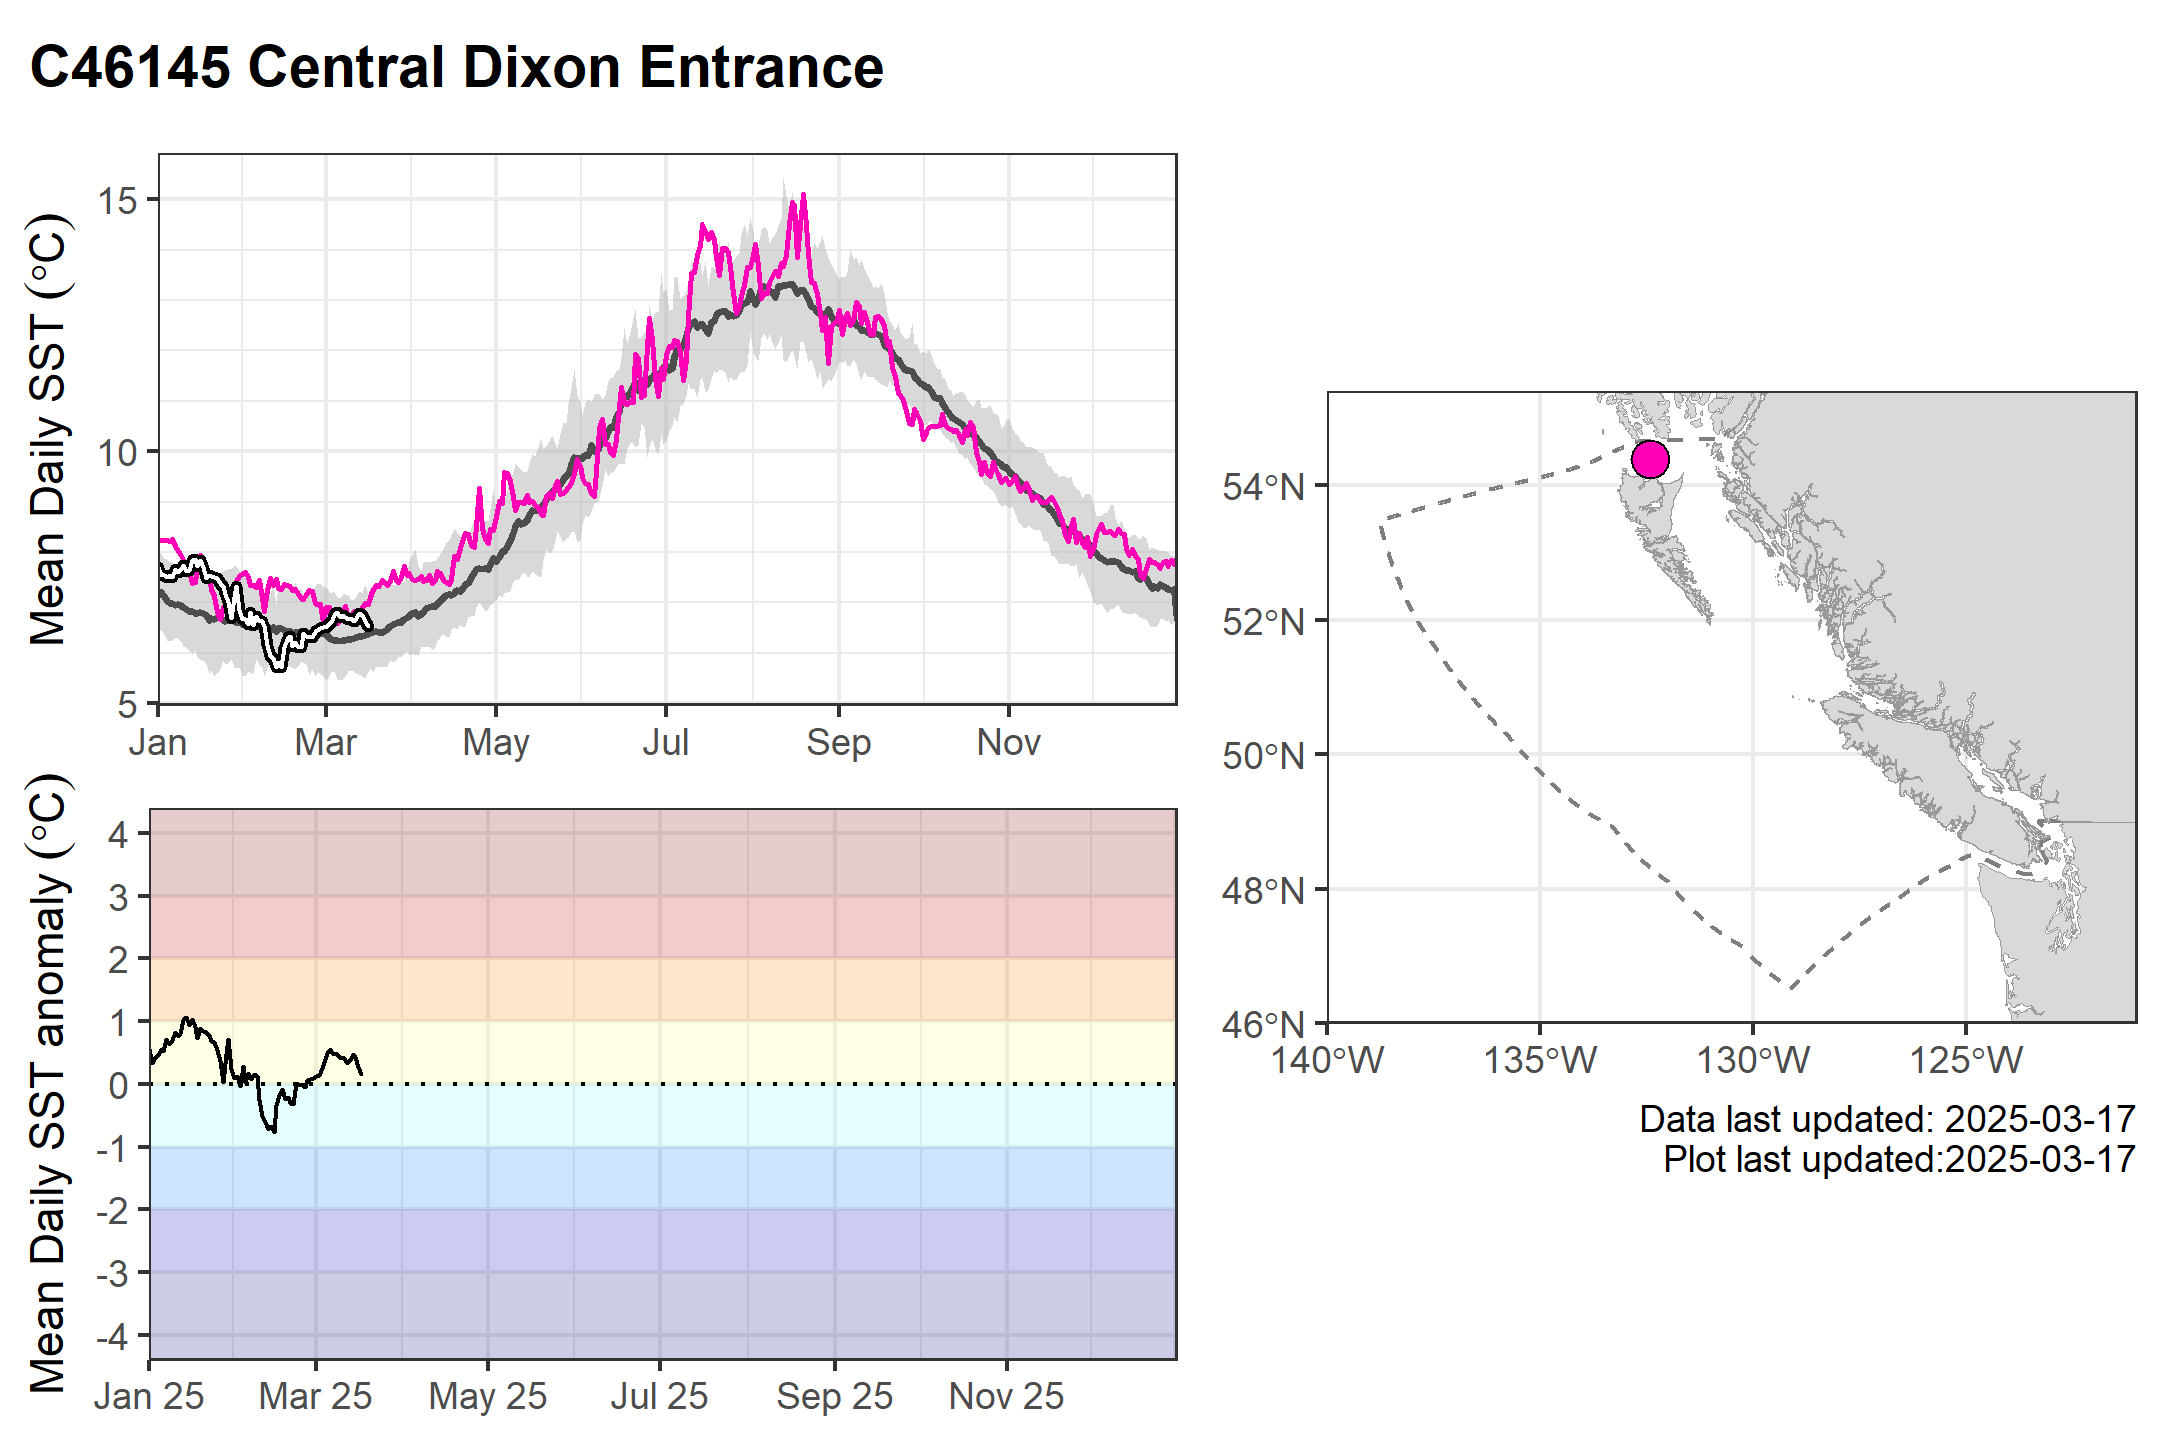 C46145 Central Dixon Entrance
Mean Daily SST (°C)
15
10
5
Jan Mar May Jul Sep Nov
Mean Daily SST anomaly (°C)
4
3
2
1
0
-1
-2
-3
-4
Jan 25 Mar 25 May 25 Jul 25 Sep 25 Nov 25
54°N
52°N
50°N
48°N
46°N
140°W 135°W 130°W 125°W
Data last updated: 2025-03-17
Plot last updated:2025-03-17